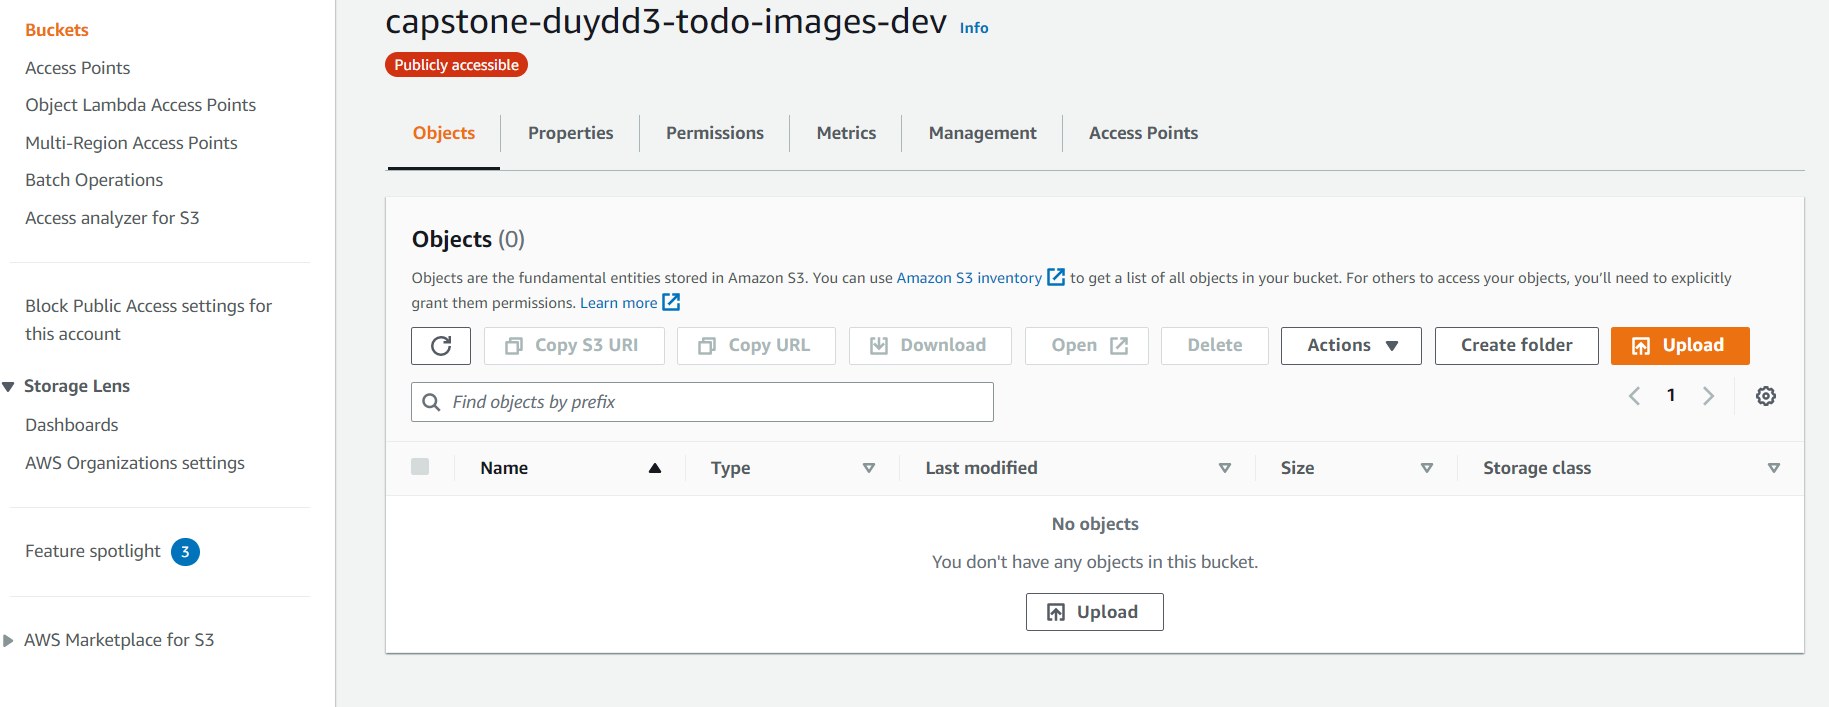 Buckets
Access Points
Object Lambda Access Points
Multi-Region Access Points
Batch Operations
Access analyzer for S3
Block Public Access settings for
this account
Storage Lens
Dashboards
AWS Organizations settings
Feature spotlight 3
AWS Marketplace for S3
capstone-duydd3-todo-images-dev Info
Publicly accessible
Objects Properties Permissions Metrics Management Access Points
Objects (0)
Objects are the fundamental entities stored in Amazon S3. You can use Amazon S3 inventory to get a list of all objects in your bucket. For others to access your objects, you'll need to explicitly
grant them permissions. Learn more
Copy S3 URI Copy URL Download Open Delete Actions Create folder Upload
Find objects by prefix 1
Name Type Last modified Size Storage class
No objects
You don't have any objects in this bucket.
Upload